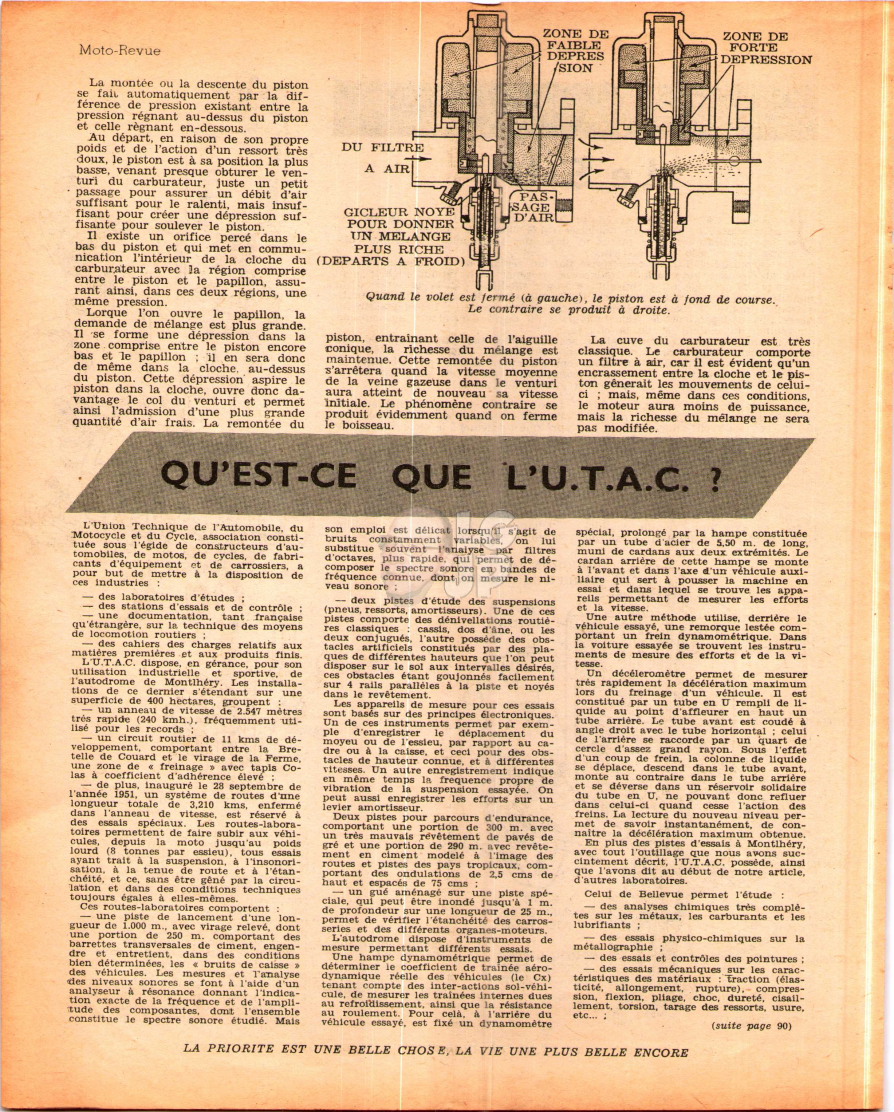 Moto-Revue
La montée ou la descente du piston
se fait automatiquement par la dif-
férence de pression existant entre la
pression régnant au-dessus du piston
et celle règnant en-dessous.
Au départ, en raison de son propre
poids et de l'action d'un ressort très
doux, le piston est à sa position la plus
basse, venant presque obturer le ven-
turi du carburateur, juste un petit
passage pour assurer un débit d'air
suffisant pour le ralenti, mais insuf-
fisant pour créer une dépression suf-
fisante pour soulever le piston.
Il existe un orifice percé dans le
bas du piston et qui met en commu-
nication l'intérieur de la cloche du
carburateur avec la région comprise
entre le piston et le papillon, assu-
rant ainsi, dans ces deux régions, une
même pression.
Lorque l'on ouvre le papillon, la
demande de mélange est plus grande.
Il se forme une dépression dans la
zone comprise entre le piston encore
bas et le papillon ; il en sera donc
de même dans la cloche, au-dessus
du piston. Cette dépression aspire le
piston dans la cloche, ouvre donc da-
vantage le col du venturi et permet
ainsi l'admission d'une plus grande
quantité d'air frais. La remontée du
ZONE DE
FAIBLE
DEPRES
SION
ZONE DE
FORTE
DEPRESSION
DU FILTRE
A AIR
PAS-
SAGE
D'AIR
GICLEUR NOYE
POUR DONNER
UN MELANGE
PLUS RICHE
(DEPARTS A FROID)
Quand le volet est fermé (à gauche), le piston est à fond de course.
Le contraire se produit à droite.
piston, entrainant celle de l'aiguille
conique, la richesse du mélange est
maintenue. Cette remontée du piston
s'arrêtera quand la vitesse moyenne
de la veine gazeuse dans le venturi
aura atteint de nouveau sa vitesse
initiale. Le phénomène contraire se
produit évidemment quand on ferme
le boisseau.
La cuve du carburateur est très
classique. Le carburateur comporte
un filtre à air, car il est évident qu'un
encrassement entre la cloche et le pis-
ton gênerait les mouvements de celui-
ci ; mais, même dans ces conditions,
le moteur aura moins de puissance,
mais la richesse du mélange ne sera
pas modifiée.
QU'EST-CE QUE L'U.T.A.C. ?
L'Union Technique de l'Automobile, du
Motocycle et du Cycle, association consti-
tuée sous l'égide de constructeurs d'au-
tomobiles, de motos, de cycles, de fabri-
cants d'équipement et de carrossiers, a
pour but de mettre à la disposition de
ces industries :
— des laboratoires d'études ;
— des stations d'essais et de contrôle ;
— une documentation, tant française
qu'étrangère, sur la technique des moyens
de locomotion routiers ;
— des cahiers des charges relatifs aux
matières premières et aux produits finis.
L'U.T.A.C. dispose, en gérance, pour son
utilisation industrielle et sportive, de
l'autodrome de Montlhéry. Les installa-
tions de ce dernier s'étendant sur une
superficie de 400 hectares, groupent :
— un anneau de vitesse de 2.547 mètres
très rapide (240 kmh.), fréquemment uti-
lisé pour les records ;
— un circuit routier de 11 kms de dé-
veloppement, comportant entre la Bre-
telle de Couard et le virage de la Ferme,
une zone de « freinage » avec tapis Co-
las à coefficient d'adhérence élevé ;
— de plus, inauguré le 28 septembre de
l'année 1951, un système de routes d'une
longueur totale de 3,210 kms, enfermé
dans l'anneau de vitesse, est réservé à
des essais spéciaux. Les routes-labora-
toires permettent de faire subir aux véhi-
cules, depuis la moto jusqu'au poids
lourd (8 tonnes par essieu), tous essais
ayant trait à la suspension, à l'insonori-
sation, à la tenue de route et à l'étan-
chéité, et ce, sans être gêné par la circu-
lation et dans des conditions techniques
toujours égales à elles-mêmes.
Ces routes-laboratoires comportent :
— une piste de lancement d'une lon-
gueur de 1.000 m., avec virage relevé, dont
une portion de 250 m. comportant des
barrettes transversales de ciment, engen-
dre et entretient, dans des conditions
bien déterminées, les « bruits de caisse »
des véhicules. Les mesures et l'analyse
des niveaux sonores se font à l'aide d'un
analyseur à résonance donnant l'indica-
tion exacte de la fréquence et de l'ampli-
tude des composantes, dont l'ensemble
constitue le spectre sonore étudié. Mais
son emploi est délicat lorsqu'il s'agit de
bruits constamment variables, on lui
substitue souvent l'analyse par filtres
d'octaves, plus rapide, qui permet de dé-
composer le spectre sonore en bandes de
fréquence connue, dont on mesure le ni-
veau sonore ;
— deux pistes d'étude des suspensions
(pneus, ressorts, amortisseurs). Une de ces
pistes comporte des dénivellations routiè-
res classiques : cassis, dos d'âne, ou les
deux conjugués, l'autre possède des obs-
tacles artificiels constitués par des pla-
ques de différentes hauteurs que l'on peut
disposer sur le sol aux intervalles désirés,
ces obstacles étant goujonnés facilement
sur 4 rails parallèles à la piste et noyés
dans le revêtement.
Les appareils de mesure pour ces essais
sont basés sur des principes électroniques.
Un de ces instruments permet par exem-
ple d'enregistrer le déplacement du
moyeu ou de l'essieu, par rapport au ca-
dre ou à la caisse, et ceci pour des obs-
tacles de hauteur connue, et à différentes
vitesses. Un autre enregistrement indique
en même temps la frequence propre de
vibration de la suspension essayée. On
peut aussi enregistrer les efforts sur un
levier amortisseur.
Deux pistes pour parcours d'endurance,
comportant une portion de 300 m. avec
un très mauvais révêtement de pavés de
gré et une portion de 290 m. avec revête-
ment en ciment modelé à l'image des
routes et pistes des pays tropicaux, com-
portant des ondulations de 2,5 cms de
haut et espacés de 75 cms ;
— un gué aménagé sur une piste spé-
ciale, qui peut être inondé jusqu'à 1 m.
de profondeur sur une longueur de 25 m.,
permet de vérifier l'étanchéité des carros-
series et des différents organes-moteurs.
L'autodrome dispose d'instruments de
mesure permettant différents essais.
Une hampe dynamométrique permet de
déterminer le coefficient de trainée aéro-
dynamique réelle des véhicules (le Cx)
tenant compte des inter-actions sol-véhi-
cule, de mesurer les trainées internes dues
au refroidissement, ainsi que la résistance
au roulement. Pour celà, à l'arrière du
véhicule essayé, est fixé un dynamomètre
spécial, prolongé par la hampe constituée
par un tube d'acier de 5,50 m. de long,
muni de cardans aux deux extrémités. Le
cardan arrière de cette hampe se monte
à l'avant et dans l'axe d'un véhicule auxi-
liaire qui sert à pousser la machine en
essai et dans lequel se trouve les appa-
reils permettant de mesurer les efforts
et la vitesse.
Une autre méthode utilise, derrière le
véhicule essayé, une remorque lestée com-
portant un frein dynamométrique. Dans
la voiture essayée se trouvent les instru-
ments de mesure des efforts et de la vi-
tesse.
Un décéleromètre permet de mesurer
très rapidement la décélération maximum
lors du freinage d'un véhicule. Il est
constitué par un tube en U rempli de li-
quide au point d'affleurer en haut un
tube arrière. Le tube avant est coudé à
angle droit avec le tube horizontal ; celui
de l'arrière se raccorde par un quart de
cercle d'assez grand rayon. Sous l'effet
d'un coup de frein, la colonne de liquide
se déplace, descend dans le tube avant,
monte au contraire dans le tube arrière
et se déverse dans un réservoir solidaire
du tube en U, ne pouvant donc refluer
dans celui-ci quand cesse l'action des
freins. La lecture du nouveau niveau per-
met de savoir instantanément, de con-
naître la décélération maximum obtenue.
En plus des pistes d'essais à Montlhéry,
avec tout l'outillage que nous avons suc-
cintement décrit, l'U.T.A.C. possède, ainsi
que l'avons dit au début de notre article,
d'autres laboratoires.
Celui de Bellevue permet l'étude :
— des analyses chimiques très complè-
tes sur les métaux, les carburants et les
lubrifiants ;
— des essais physico-chimiques sur la
métallographie ;
— des essais et contrôles des pointures ;
— des essais mécaniques sur les carac-
téristiques des matériaux : traction (élas-
ticité, allongement, rupture), compres-
sion, flexion, pliage, choc, dureté, cisail-
lement, torsion, tarage des ressorts, usure,
etc... ;
(suite page 90)
LA PRIORITE EST UNE BELLE CHOSE, LA VIE UNE PLUS BELLE ENCORE